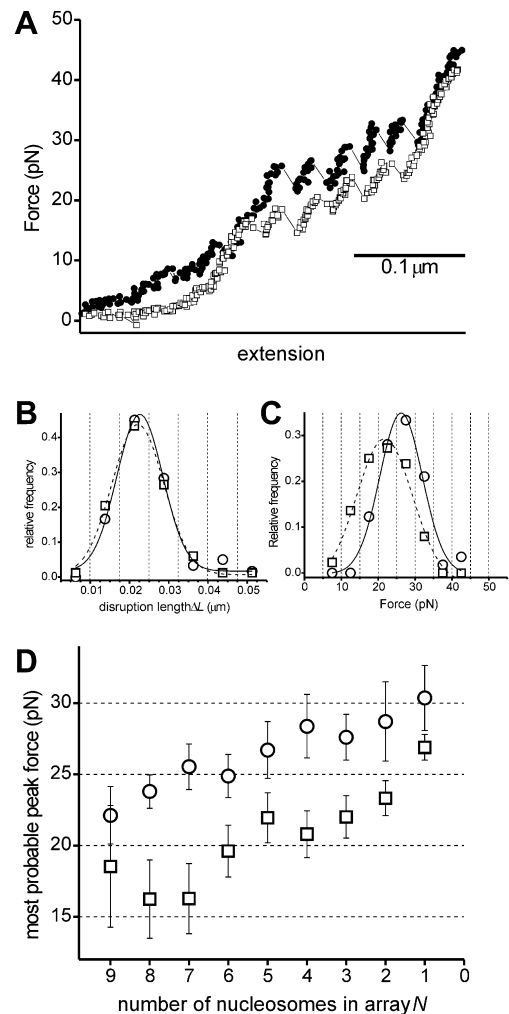 A
50
40
30
20
10
0
Force (pN)
0.1 μm
extension
B
0.4
0.3
0.2
0.1
0.0
relative frequency
0.01 0.02 0.03 0.04 0.05
disruption lengthΔL (μm)
C
0.3
0.2
0.1
0.0
Relative frequency
0 10 20 30 40 50
Force (pN)
D
30
25
20
15
most probable peak force (pN)
9 8 7 6 5 4 3 2 1 0
number of nucleosomes in array N